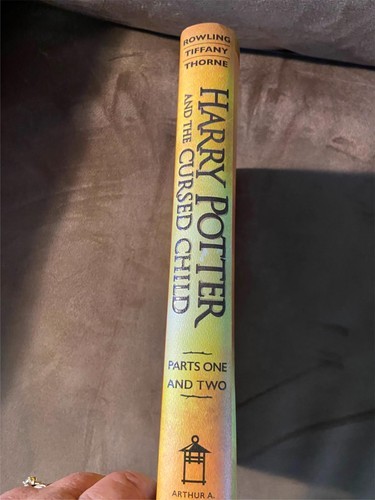 ROWLING
TIFFANY
THORNE
HARRY POTTER
AND THE CURSED CHILD
PARTS ONE
AND TWO
ARTHUR A.